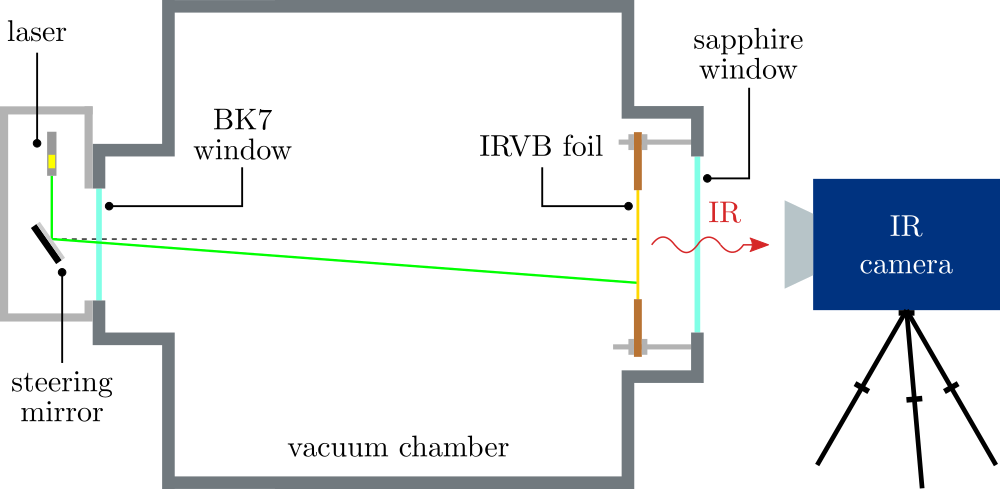 laser
BK7
window
IRVB foil
sapphire
window
IR
IR
camera
steering
mirror
vacuum chamber